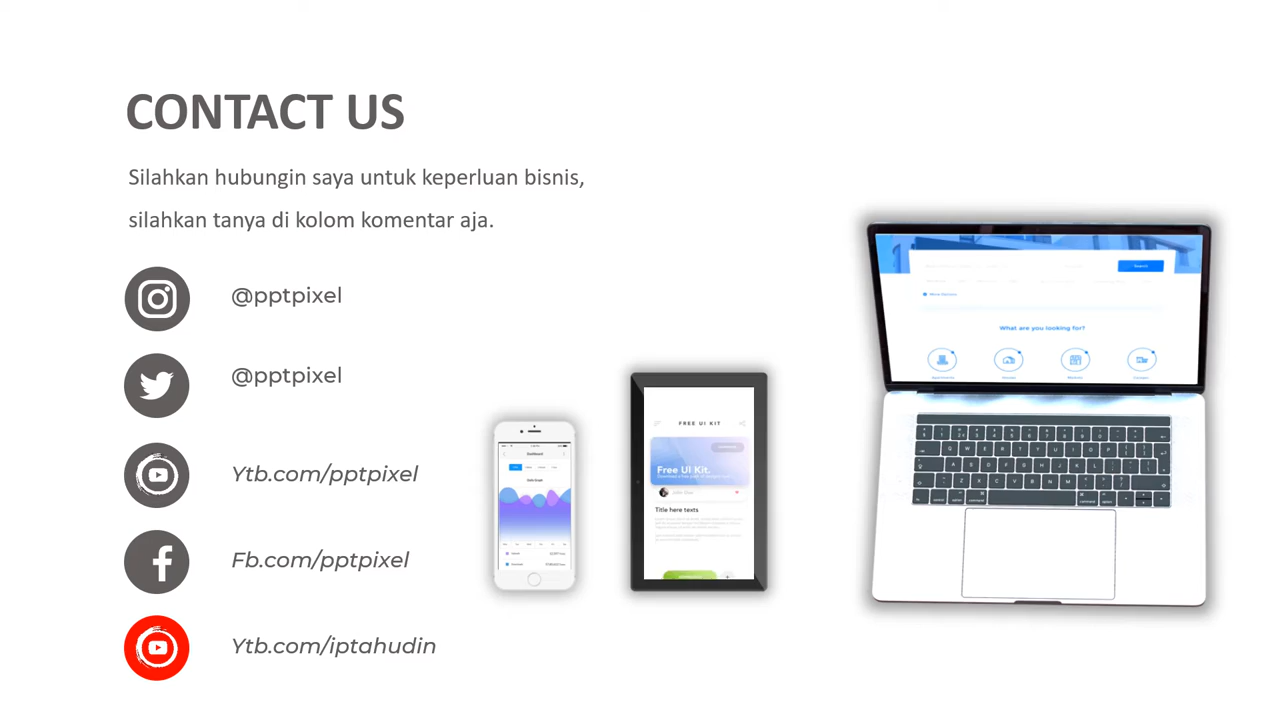 CONTACT US
Silahkan hubungin saya untuk keperluan bisnis,
silahkan tanya di kolom komentar aja.
@pptpixel
@pptpixel
Ytb.com/pptpixel
Fb.com/pptpixel
Ytb.com/iptahudin
Dashboard
FREE UI KIT
Free UI Kit.
Title here texts
Search
What are you looking for?